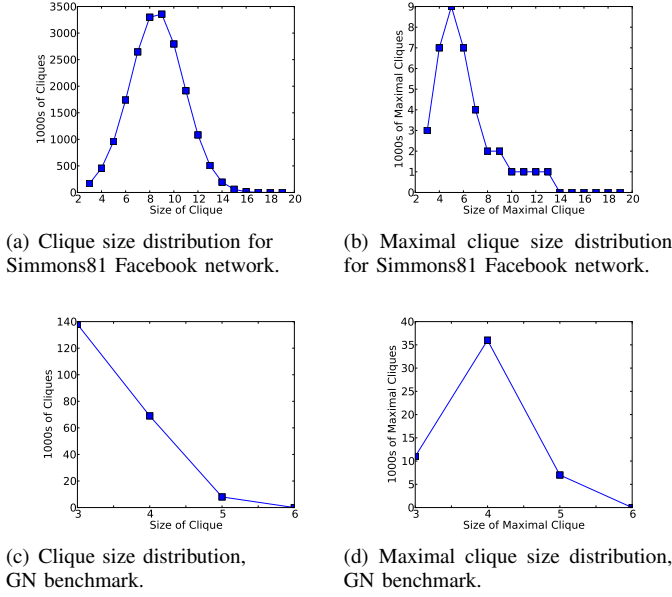 3500
3000
2500
2000
1500
1000
500
0
1000s of Cliques
2 4 6 8 10 12 14 16 18 20
Size of Clique
9
8
7
6
5
4
3
2
1
0
1000s of Maximal Cliques
2 4 6 8 10 12 14 16 18 20
Size of Maximal Clique
(a) Clique size distribution for
Simmons81 Facebook network.
(b) Maximal clique size distribution
for Simmons81 Facebook network.
140
120
100
80
60
40
20
0
1000s of Cliques
3 4 5 6
Size of Clique
40
35
30
25
20
15
10
5
0
1000s of Maximal Cliques
3 4 5 6
Size of Maximal Clique
(c) Clique size distribution,
GN benchmark.
(d) Maximal clique size distribution,
GN benchmark.